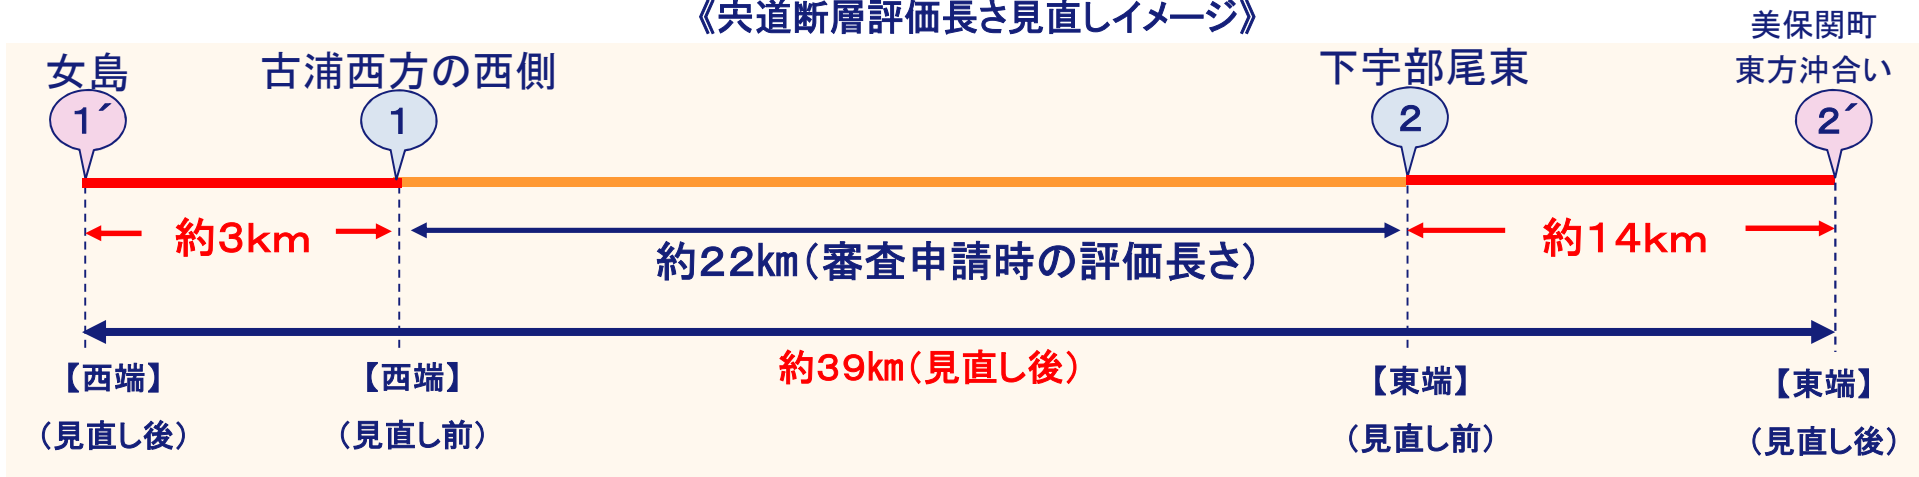 《宍道断層評価長さ見直しイメージ》
女島
古浦西方の西側
下宇部尾東
美保関町
東方沖合い
1´
1
2
2´
約3km
約22km(審査申請時の評価長さ)
約14km
約39km(見直し後)
【西端】
(見直し後)
【西端】
(見直し前)
【東端】
(見直し前)
【東端】
(見直し後)